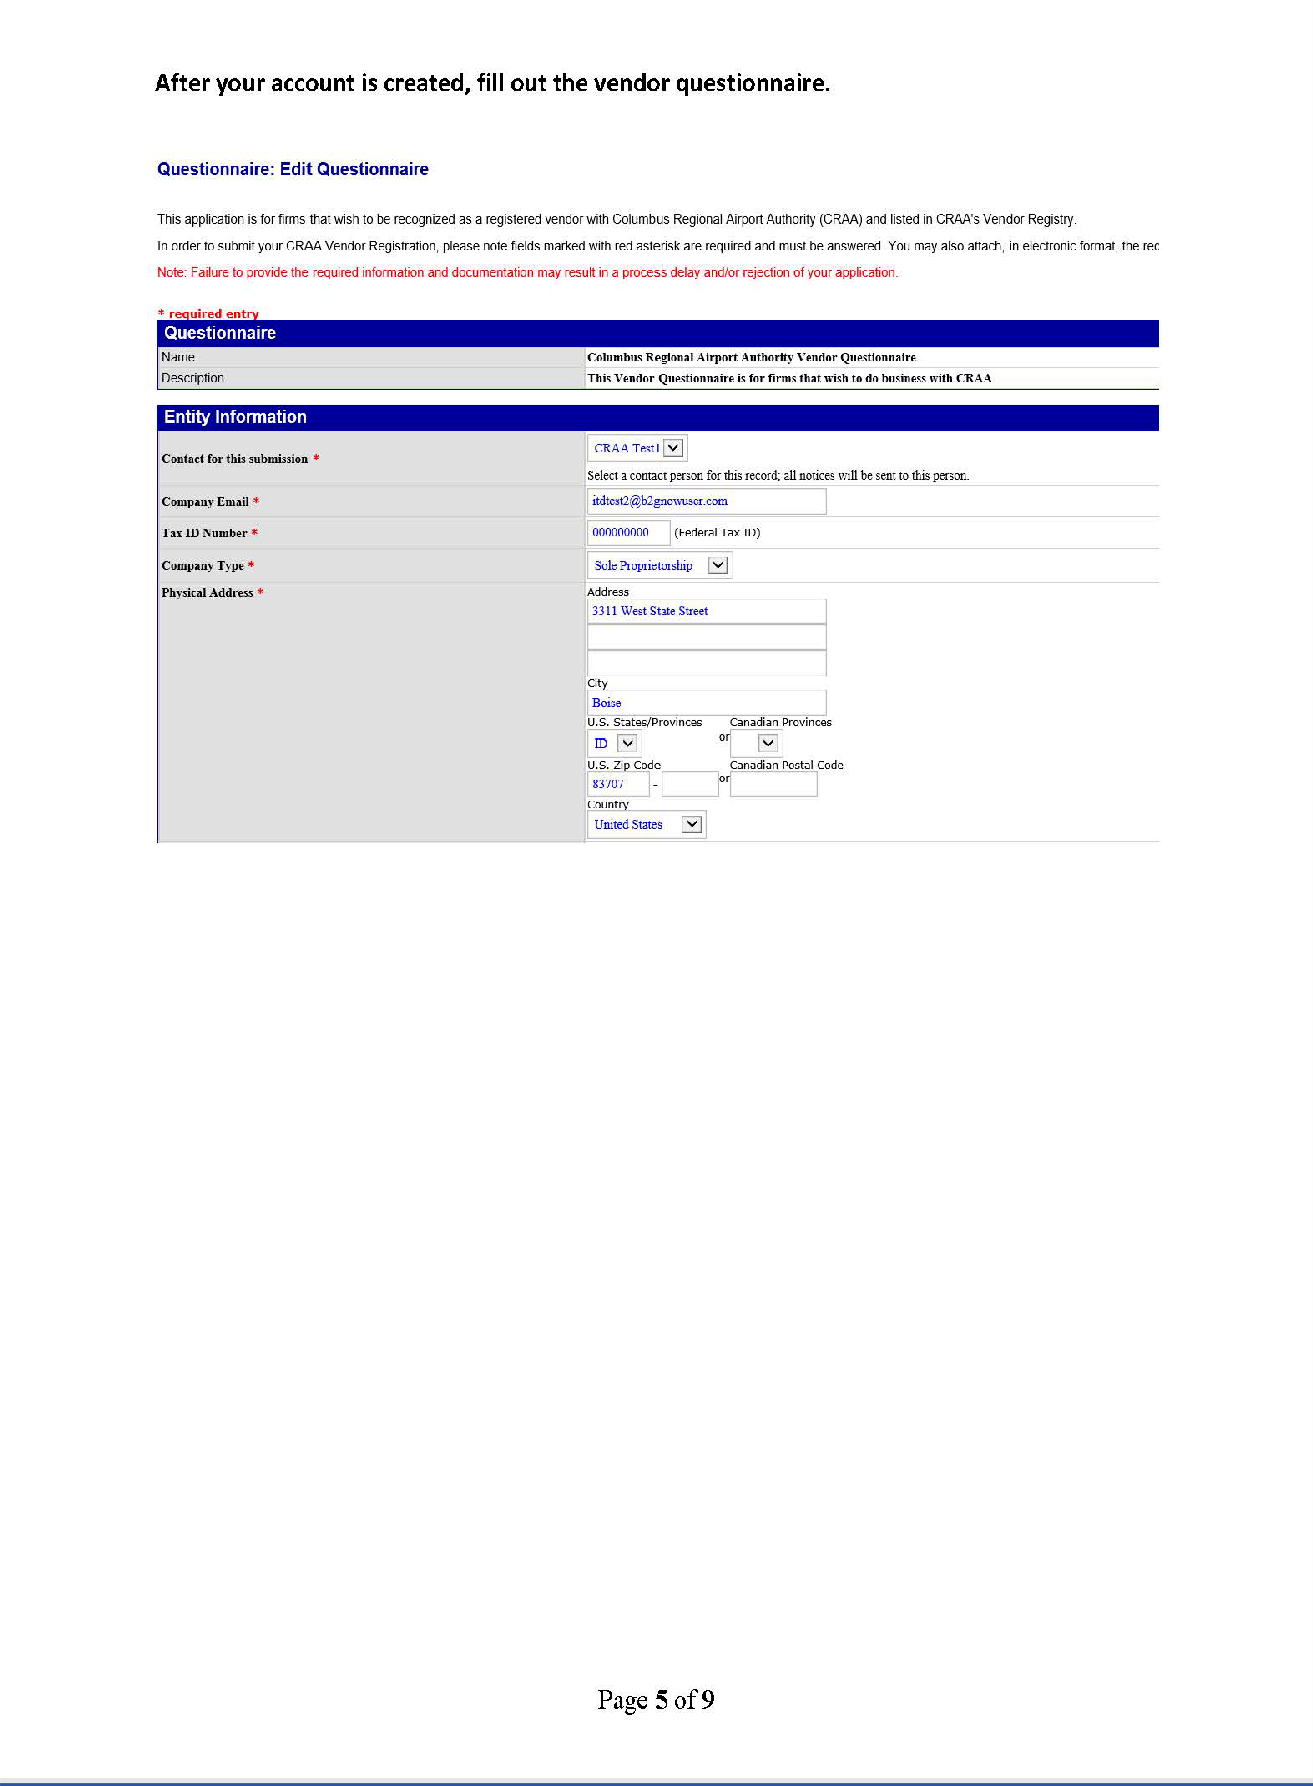 After your account is created, fill out the vendor questionnaire.
Questionnaire: Edit Questionnaire
This application is for firms that wish to be recognized as a registered vendor with Columbus Regional Airport Authority (CRAA) and listed in CRAA's Vendor Registry.
In order to submit your CRAA Vendor Registration, please note fields marked with red asterisk are required and must be answered. You may also attach, in electronic format, the rec
Note: Failure to provide the required information and documentation may result in a process delay and/or rejection of your application.
* required entry
Questionnaire
Name Columbus Regional Airport Authority Vendor Questionnaire
Description This Vendor Questionnaire is for firms that wish to do business with CRAA
Entity Information
Contact for this submission * CRAA Test1
Select a contact person for this record; all notices will be sent to this person.
Company Email * itdtest2@b2gnowuser.com
Tax ID Number * 000000000 (Federal Tax ID)
Company Type * Sole Proprietorship
Physical Address * Address
3311 West State Street
City
Boise
U.S. States/Provinces Canadian Provinces
ID or
U.S. Zip Code Canadian Postal Code
83707 - or
Country
United States
Page 5 of 9